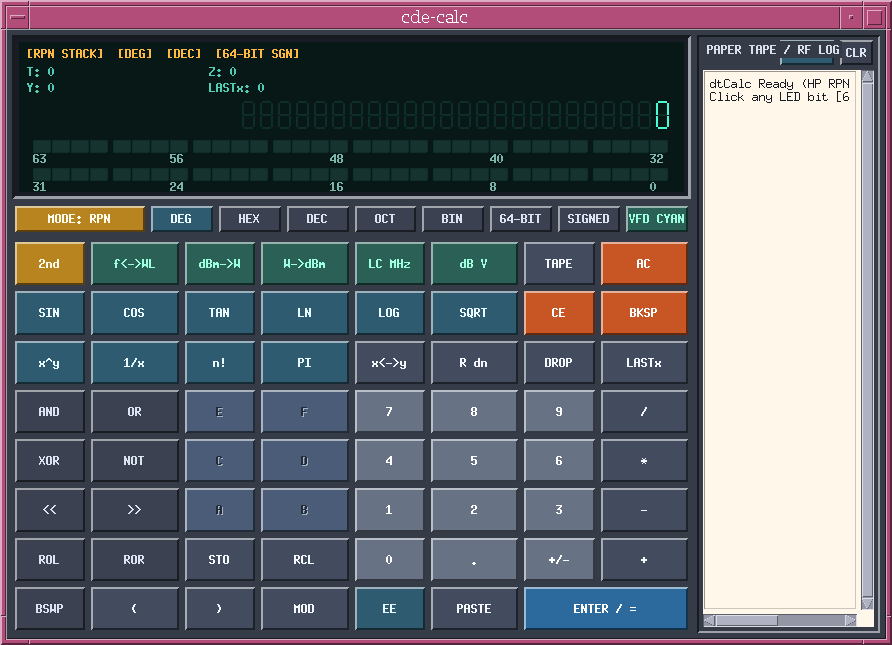 cde-calc
[RPN STACK] [DEG] [DEC] [64-BIT SGN]
T: 0 Z: 0
Y: 0 LASTx: 0
0
63 56 48 40 32
31 24 16 8 0
MODE: RPN DEG HEX DEC OCT BIN 64-BIT SIGNED VFD CYAN
2nd f<->WL dBm->W W->dBm LC MHz dB V TAPE AC
SIN COS TAN LN LOG SQRT CE BKSP
x^y 1/x n! PI x<->y R dn DROP LASTx
AND OR E F 7 8 9 /
XOR NOT C D 4 5 6 *
<< >> A B 1 2 3 -
ROL ROR STO RCL 0 . +/- +
BSWP ( ) MOD EE PASTE ENTER / =
PAPER TAPE / RF LOG CLR
dtCalc Ready (HP RPN
Click any LED bit [6